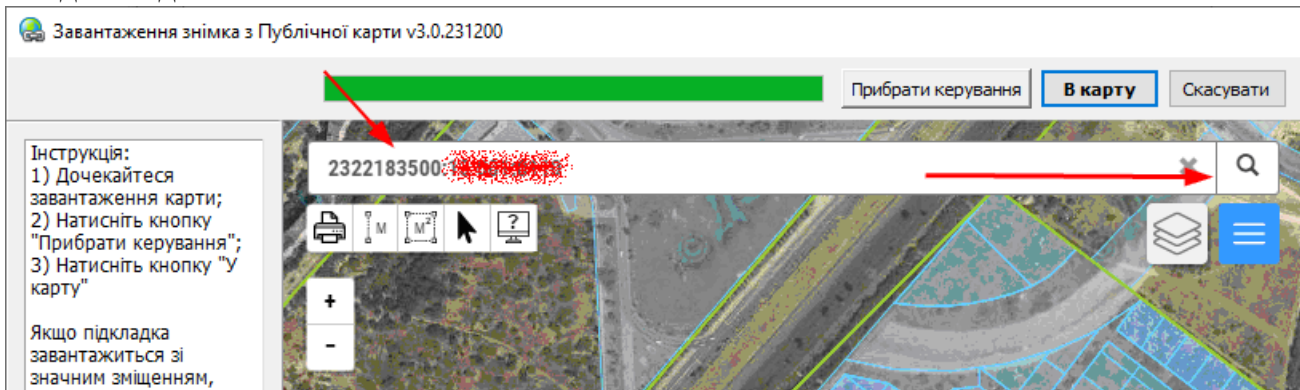 Завантаження знімка з Публічної карти v3.0.231200
Прибрати керування
В карту
Скасувати
Інструкція:
1) Дочекайтеся
завантаження карти;
2) Натисніть кнопку
"Прибрати керування";
3) Натисніть кнопку "У
карту"
Якщо підкладка
завантажиться зі
значним зміщенням,
2322183500:
M
M²
?
+
-